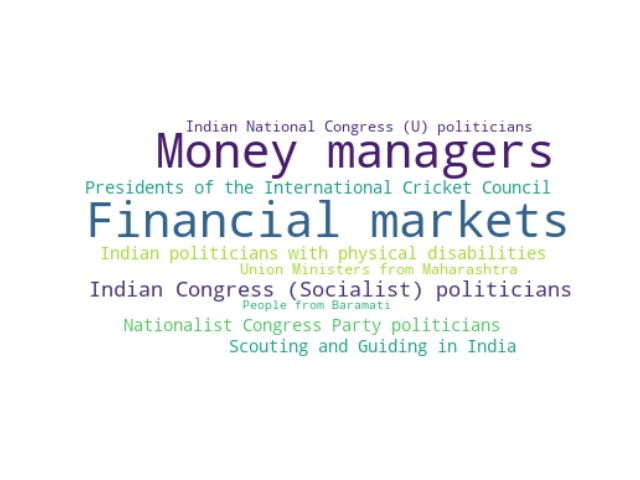 Indian National Congress (U) politicians
Money managers
Presidents of the International Cricket Council
Financial markets
Indian politicians with physical disabilities
Union Ministers from Maharashtra
Indian Congress (Socialist) politicians
People from Baramati
Nationalist Congress Party politicians
Scouting and Guiding in India